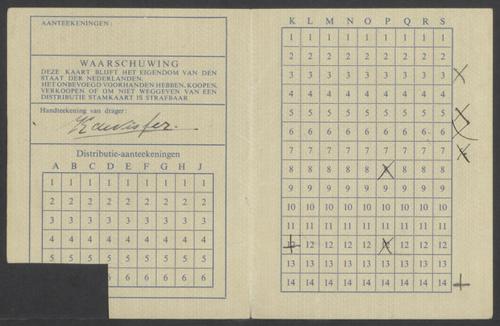 AANTEEKENINGEN:
WAARSCHUWING
DEZE KAART BLIJFT HET EIGENDOM VAN DEN
STAAT DER NEDERLANDEN.
HET ONBEVOEGD VOORHANDEN HEBBEN, KOOPEN,
VERKOOPEN OF OM NIET WEGGEVEN VAN EEN
DISTRIBUTIE STAMKAART IS STRAFBAAR
Handteekening van drager:
Distributie-aanteekeningen
A B C D E F G H J
1 1 1 1 1 1 1 1 1
2 2 2 2 2 2 2 2 2
3 3 3 3 3 3 3 3 3
4 4 4 4 4 4 4 4 4
5 5 5 5 5 5 5 5 5
6 6 6 6 6
K L M N O P Q R S
1 1 1 1 1 1 1 1 1
2 2 2 2 2 2 2 2 2
3 3 3 3 3 3 3 3 3
4 4 4 4 4 4 4 4 4
5 5 5 5 5 5 5 5 5
6 6 6 6 6 6 6 6 6
7 7 7 7 7 7 7 7 7
8 8 8 8 8 8 8 8 8
9 9 9 9 9 9 9 9 9
10 10 10 10 10 10 10 10 10
11 11 11 11 11 11 11 11 11
12 12 12 12 12 12 12 12 12
13 13 13 13 13 13 13 13 13
14 14 14 14 14 14 14 14 14